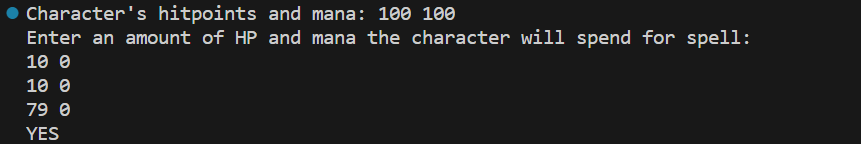 Character's hitpoints and mana: 100 100
Enter an amount of HP and mana the character will spend for spell:
10 0
10 0
79 0
YES